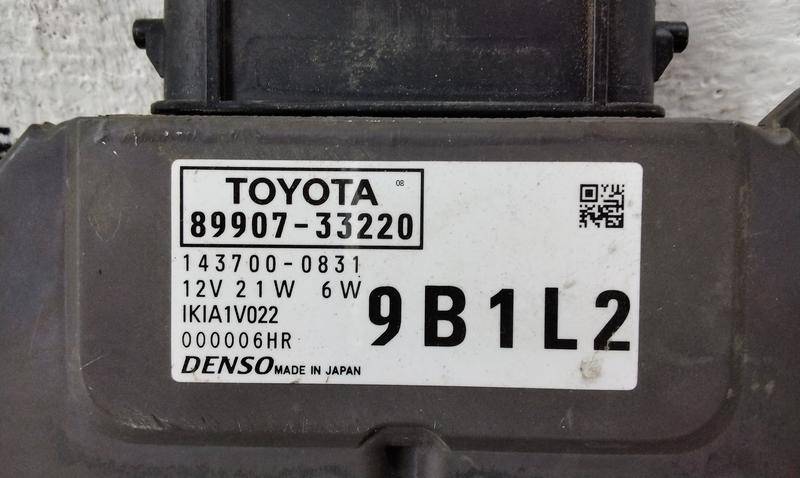 TOYOTA 08
89907-33220
143700-0831
12V 21W 6W
IKIA1V022
000006HR
9B1L2
DENSO MADE IN JAPAN